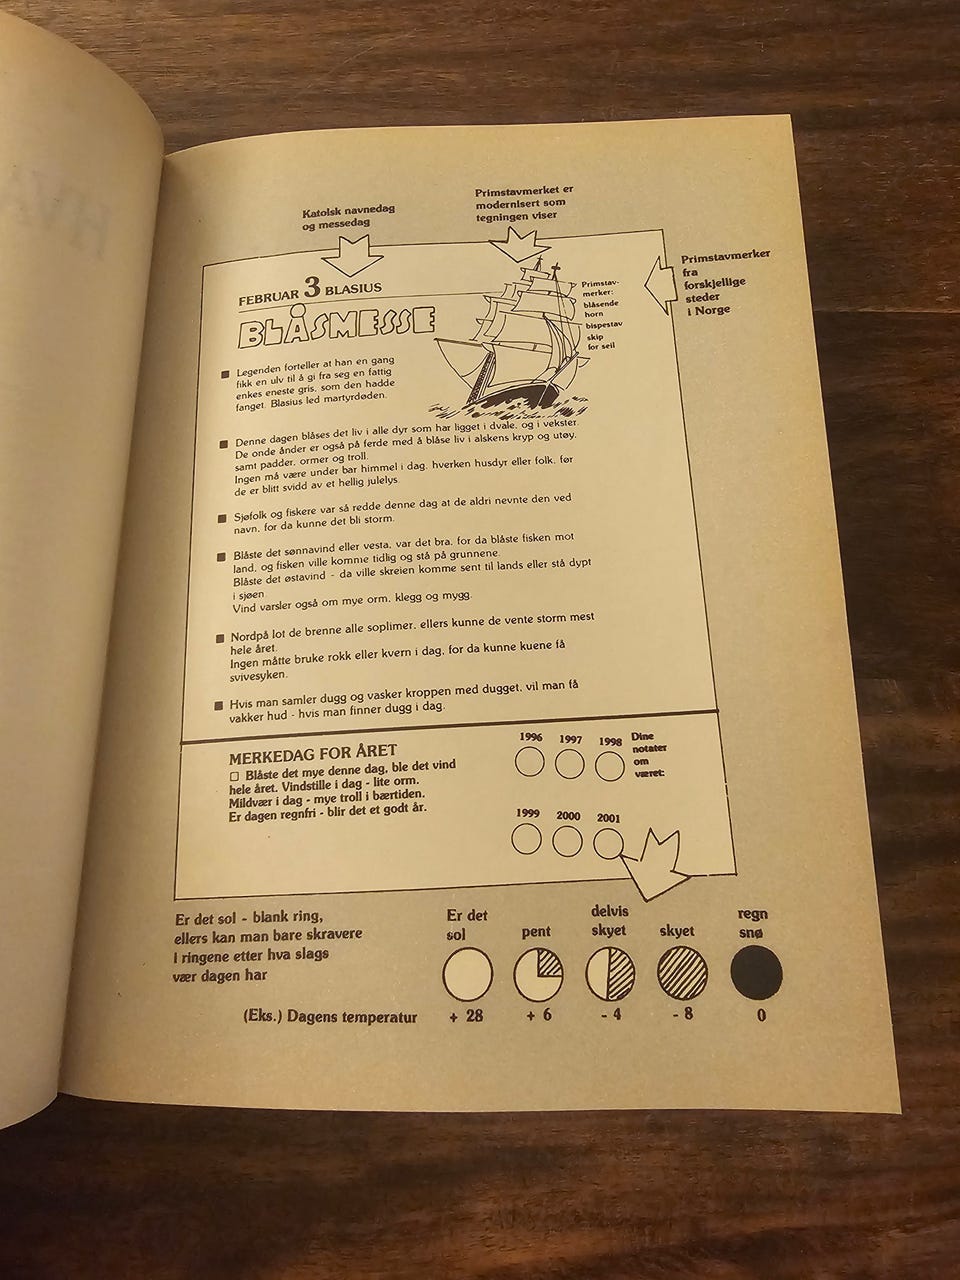 Katolsk navnedag
og messedag
Primstavmerket er
modernisert som
tegningen viser
Primstavmerker
fra
forskjellige
steder
i Norge
FEBRUAR 3 BLASIUS
BLÅSMESSE
Primstav-
merker:
blåsende
horn
bispestav
skip
for seil
Legenden forteller at han en gang
fikk en ulv til å gi fra seg en fattig
enkes eneste gris, som den hadde
fanget. Blasius led martyrdøden.
Denne dagen blåses det liv i alle dyr som har ligget i dvale, og i vekster.
De onde ånder er også på ferde med å blåse liv i alskens kryp og utøy,
samt padder, ormer og troll.
Ingen må være under bar himmel i dag, hverken husdyr eller folk, før
de er blitt svidd av et hellig julelys.
Sjøfolk og fiskere var så redde denne dag at de aldri nevnte den ved
navn, for da kunne det bli storm.
Blåste det sønnavind eller vesta, var det bra, for da blåste fisken mot
land, og fisken ville komme tidlig og stå på grunnene.
Blåste det østavind - da ville skreien komme sent til lands eller stå dypt
i sjøen.
Vind varsler også om mye orm, klegg og mygg.
Nordpå lot de brenne alle soplimer, ellers kunne de vente storm mest
hele året.
Ingen måtte bruke rokk eller kvern i dag, for da kunne kuene få
svivesyken.
Hvis man samler dugg og vasker kroppen med dugget, vil man få
vakker hud - hvis man finner dugg i dag.
MERKEDAG FOR ÅRET
Blåste det mye denne dag, ble det vind
hele året. Vindstille i dag - lite orm.
Mildvær i dag - mye troll i bærtiden.
Er dagen regnfri - blir det et godt år.
1996 1997 1998
Dine
notater
om
været:
1999 2000 2001
Er det sol - blank ring,
ellers kan man bare skravere
i ringene etter hva slags
vær dagen har
Er det
sol
pent
delvis
skyet
skyet
regn
snø
(Eks.) Dagens temperatur + 28 + 6 - 4 - 8 0